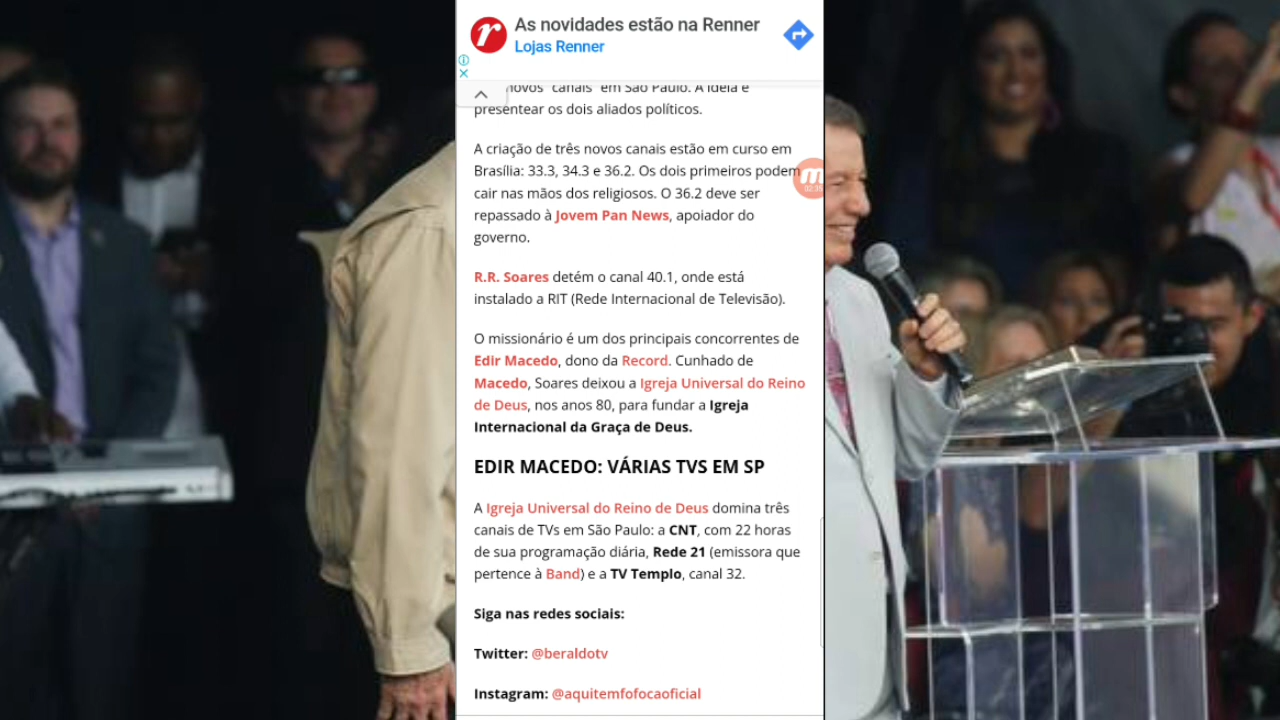 As novidades estão na Renner
Lojas Renner
novos "canais" em São Paulo. A ideia é
presentear os dois aliados políticos.
A criação de três novos canais estão em curso em
Brasília: 33.3, 34.3 e 36.2. Os dois primeiros podem
cair nas mãos dos religiosos. O 36.2 deve ser
repassado à Jovem Pan News, apoiador do
governo.
R.R. Soares detém o canal 40.1, onde está
instalado a RIT (Rede Internacional de Televisão).
O missionário é um dos principais concorrentes de
Edir Macedo, dono da Record. Cunhado de
Macedo, Soares deixou a Igreja Universal do Reino
de Deus, nos anos 80, para fundar a Igreja
Internacional da Graça de Deus.
EDIR MACEDO: VÁRIAS TVS EM SP
A Igreja Universal do Reino de Deus domina três
canais de TVs em São Paulo: a CNT, com 22 horas
de sua programação diária, Rede 21 (emissora que
pertence à Band) e a TV Templo, canal 32.
Siga nas redes sociais:
Twitter: @beraldotv
Instagram: @aquitemfofocaoficial